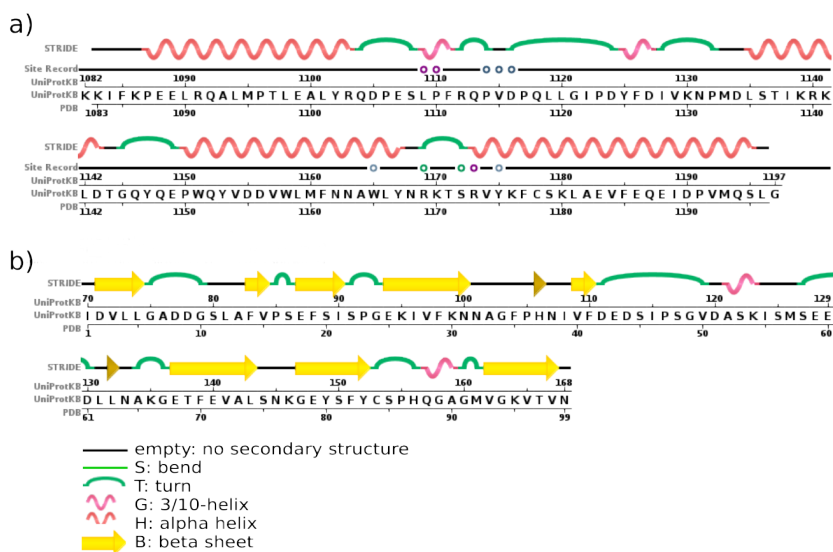 a)
STRIDE
Site Record
UniProtKB 1082 1090 1100 1110 1120 1130 1140
UniProtKB K K I F K P E E L R Q A L M P T L E A L Y R Q D P E S L P F R Q P V D P Q L L G I P D Y F D I V K N P M D L S T I K R K
PDB 1083 1090 1100 1110 1120 1130 1140
STRIDE
Site Record
UniProtKB 1142 1150 1160 1170 1180 1190 1197
UniProtKB L D T G Q Y Q E P W Q Y V D D V W L M F N N A W L Y N R K T S R V Y K F C S K L A E V F E Q E I D P V M Q S L G
PDB 1142 1150 1160 1170 1180 1190
b)
STRIDE
UniProtKB 70 80 90 100 110 120 129
UniProtKB I D V L L G A D D G S L A F V P S E F S I S P G E K I V F K N N A G F P H N I V F D E D S I P S G V D A S K I S M S E E
PDB 1 10 20 30 40 50 60
STRIDE
UniProtKB 130 140 150 160 168
UniProtKB D L L N A K G E T F E V A L S N K G E Y S F Y C S P H Q G A G M V G K V T V N
PDB 61 70 80 90 99
empty: no secondary structure
S: bend
T: turn
G: 3/10-helix
H: alpha helix
B: beta sheet